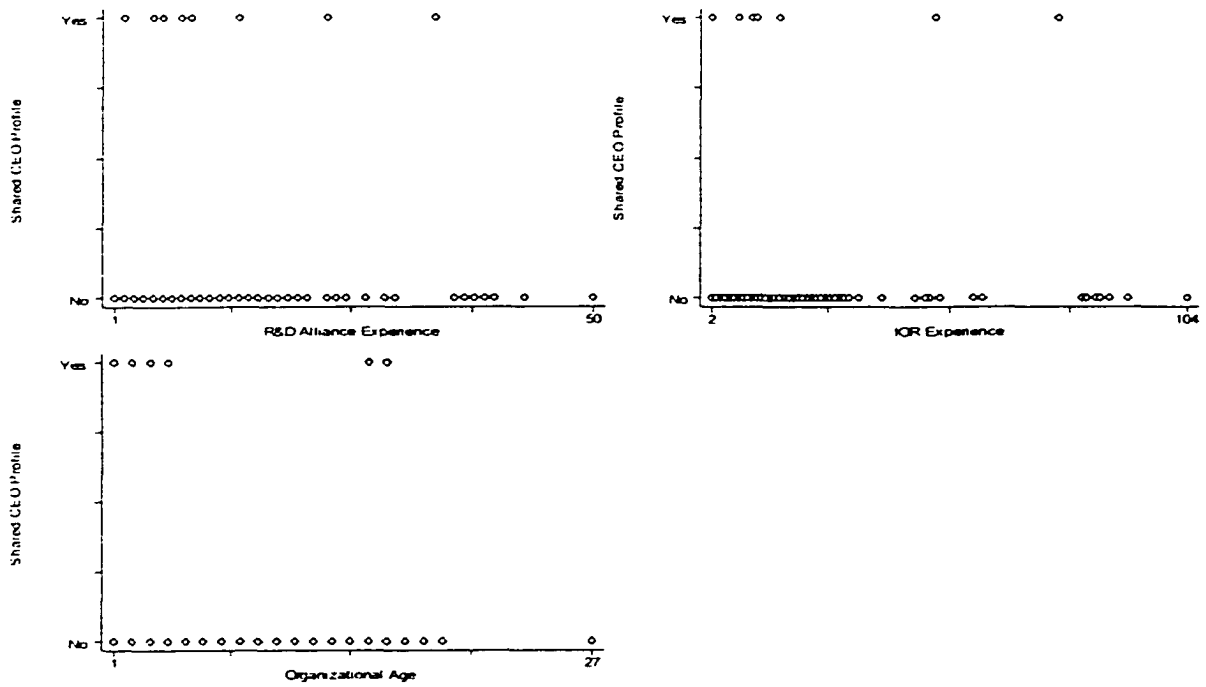 Yes
Shared CEO Profile
No
1
50
R&D Alliance Experience
Yes
Shared CEO Profile
No
2
104
IOR Experience
Yes
Shared CEO Profile
No
1
27
Organizational Age